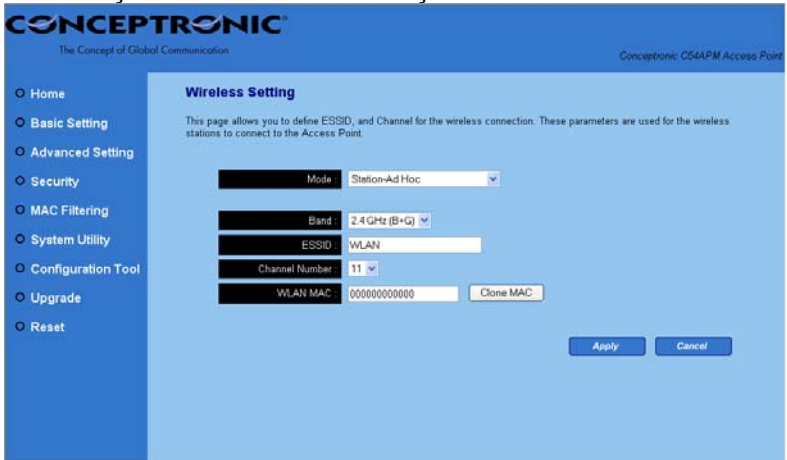 CONCEPTRONIC®
The Concept of Global Communication
Conceptronic C54APM Access Point
Home
Basic Setting
Advanced Setting
Security
MAC Filtering
System Utility
Configuration Tool
Upgrade
Reset
Wireless Setting
This page allows you to define ESSID, and Channel for the wireless connection. These parameters are used for the wireless
stations to connect to the Access Point.
Mode : Station-Ad Hoc
Band : 2.4 GHz (B+G)
ESSID : WLAN
Channel Number : 11
WLAN MAC : 000000000000 Clone MAC
Apply Cancel